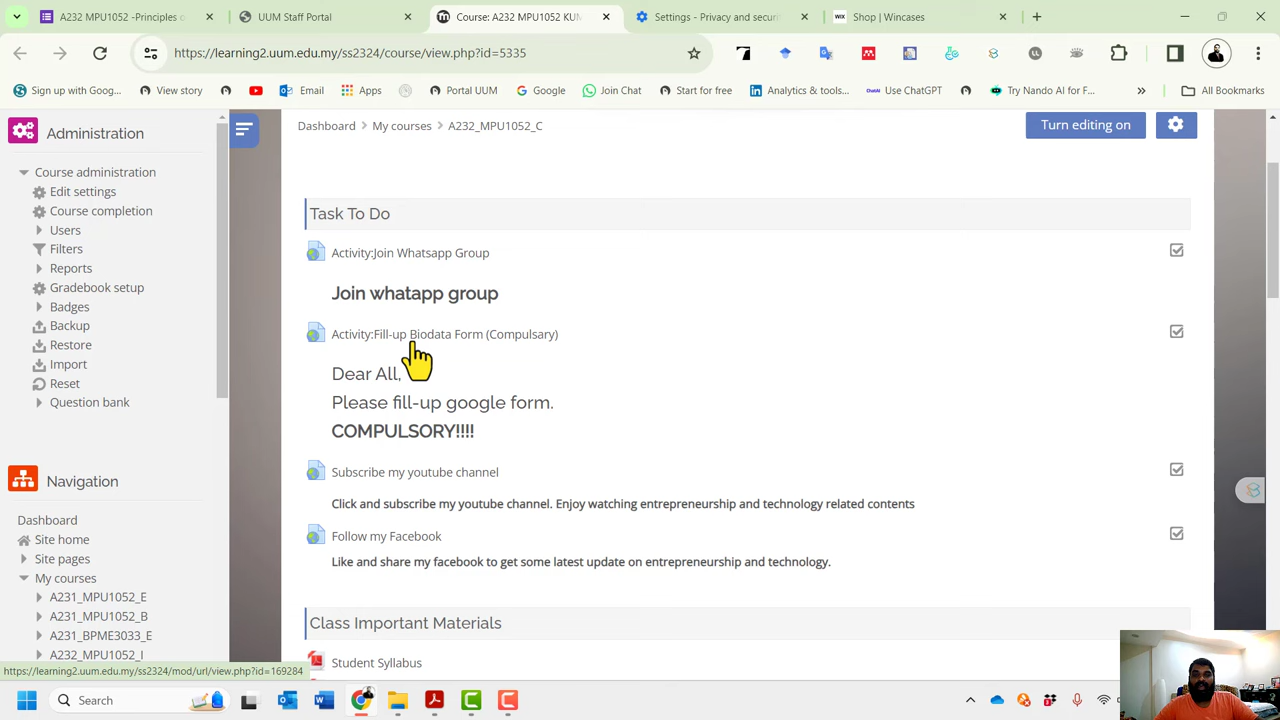 A232 MPU1052 -Principles o
UUM Staff Portal
Course: A232 MPU1052 KUM
Settings - Privacy and securi
WIX
Shop | Wincases
https://learning2.uum.edu.my/ss2324/course/view.php?id=5335
Sign up with Goog...
View story
Email
Apps
Portal UUM
Google
Join Chat
Start for free
Analytics & tools...
ChatAI
Use ChatGPT
Try Nando AI for F...
»
All Bookmarks
Administration
Course administration
Edit settings
Course completion
Users
Filters
Reports
Gradebook setup
Badges
Backup
Restore
Import
Reset
Question bank
Navigation
Dashboard
Site home
Site pages
My courses
A231_MPU1052_E
A231_MPU1052_B
A231_BPME3033_E
A232_MPU1052_I
Dashboard > My courses > A232_MPU1052_C
Turn editing on
Task To Do
Activity:Join Whatsapp Group
Join whatapp group
Activity:Fill-up Biodata Form (Compulsary)
Dear All,
Please fill-up google form.
COMPULSORY!!!!
Subscribe my youtube channel
Click and subscribe my youtube channel. Enjoy watching entrepreneurship and technology related contents
Follow my Facebook
Like and share my facebook to get some latest update on entrepreneurship and technology.
Class Important Materials
Student Syllabus
https://learning2.uum.edu.my/ss2324/mod/url/view.php?id=169284
Search